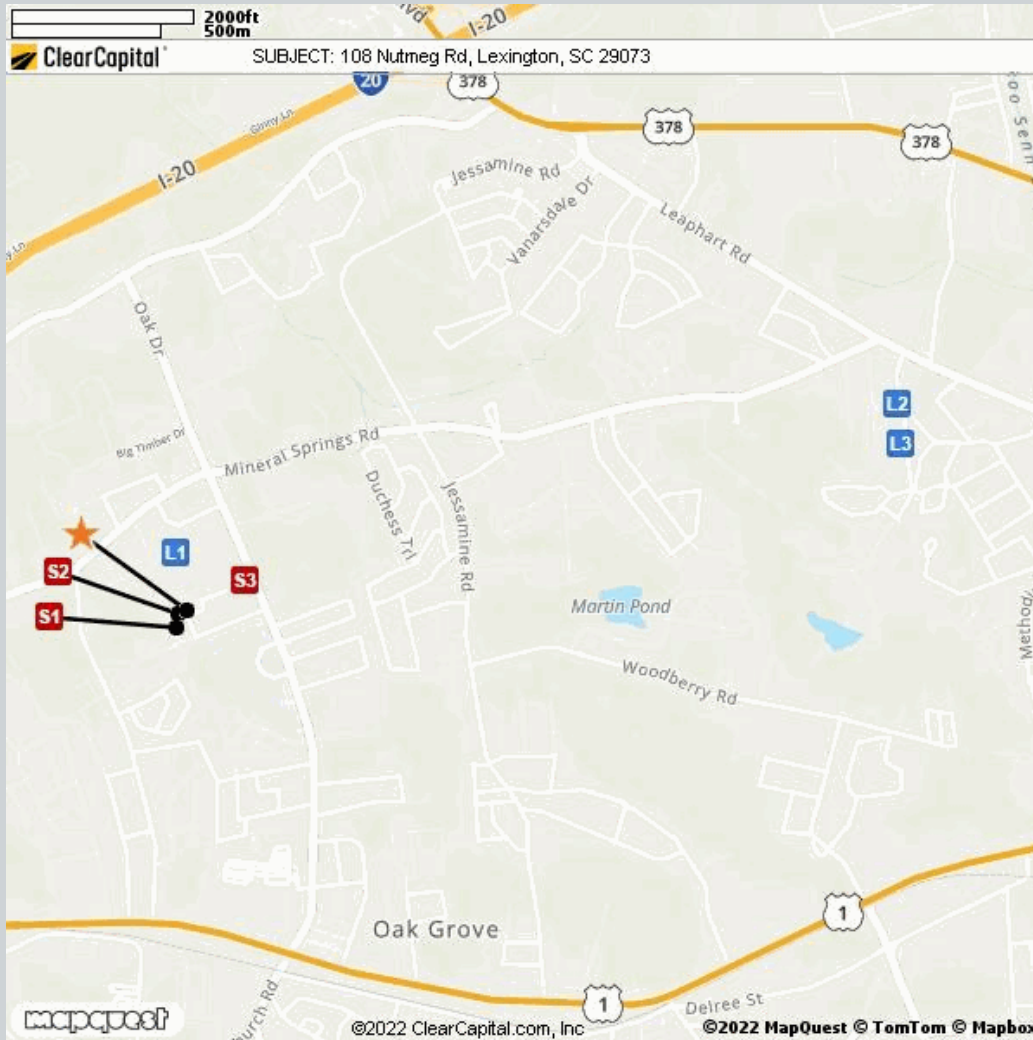 2000ft
500m
ClearCapital
SUBJECT: 108 Nutmeg Rd, Lexington, SC 29073
I-20
20
378
378
378
Ginny Ln
I-20
Jessamine Rd
Vanarsdale Dr
Leaphart Rd
Oak Dr
Big Timber Dr
Mineral Springs Rd
Duchess Trl
Jessamine Rd
L2
L3
L1
S2
S3
S1
Martin Pond
Woodberry Rd
Oak Grove
1
1
Delree St
mapquest
©2022 ClearCapital.com, Inc
©2022 MapQuest © TomTom © Mapbox